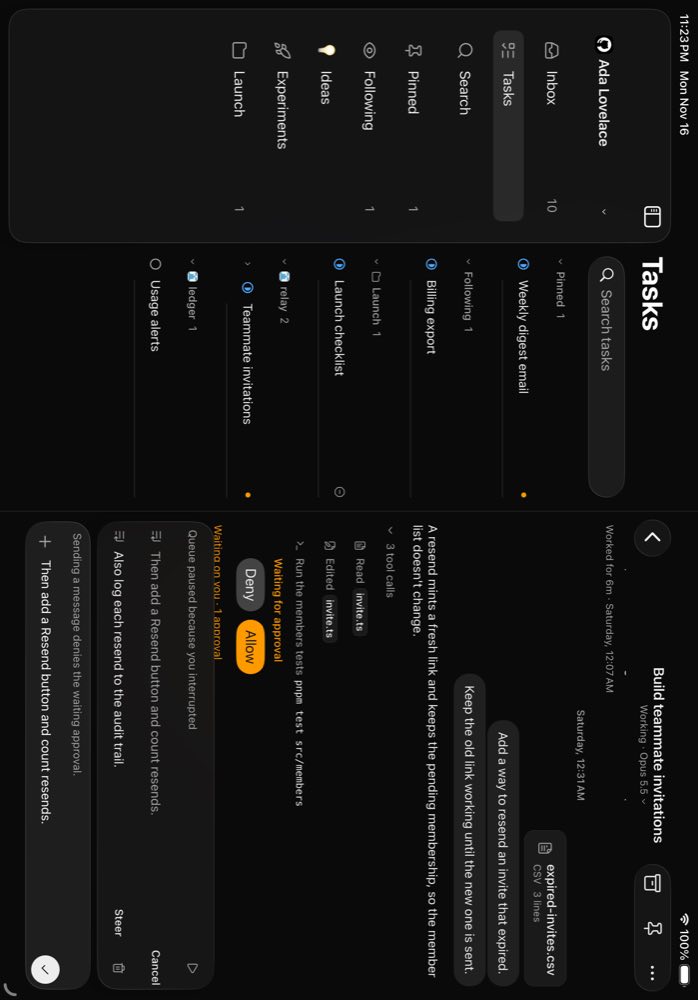 11:23 PM Mon Nov 16
100%
Ada Lovelace
Inbox 10
Tasks
Search
Pinned 1
Following 1
Ideas
Experiments
Launch 1
Tasks
Search tasks
Pinned 1
Weekly digest email
Following 1
Billing export
Launch 1
Launch checklist
relay 2
Teammate invitations
ledger 1
Usage alerts
Build teammate invitations
Working · Opus 5.5
Worked for 6m · Saturday, 12:07 AM
Saturday, 12:31 AM
expired-invites.csv
CSV 3 lines
Add a way to resend an invite that expired.
Keep the old link working until the new one is sent.
A resend mints a fresh link and keeps the pending membership, so the member
list doesn't change.
3 tool calls
Read invite.ts
Edited invite.ts
Run the members tests pnpm test src/members
Waiting for approval
Deny Allow
Waiting on you · 1 approval
Queue paused because you interrupted
Then add a Resend button and count resends. Cancel
Also log each resend to the audit trail. Steer
Sending a message denies the waiting approval.
Then add a Resend button and count resends.